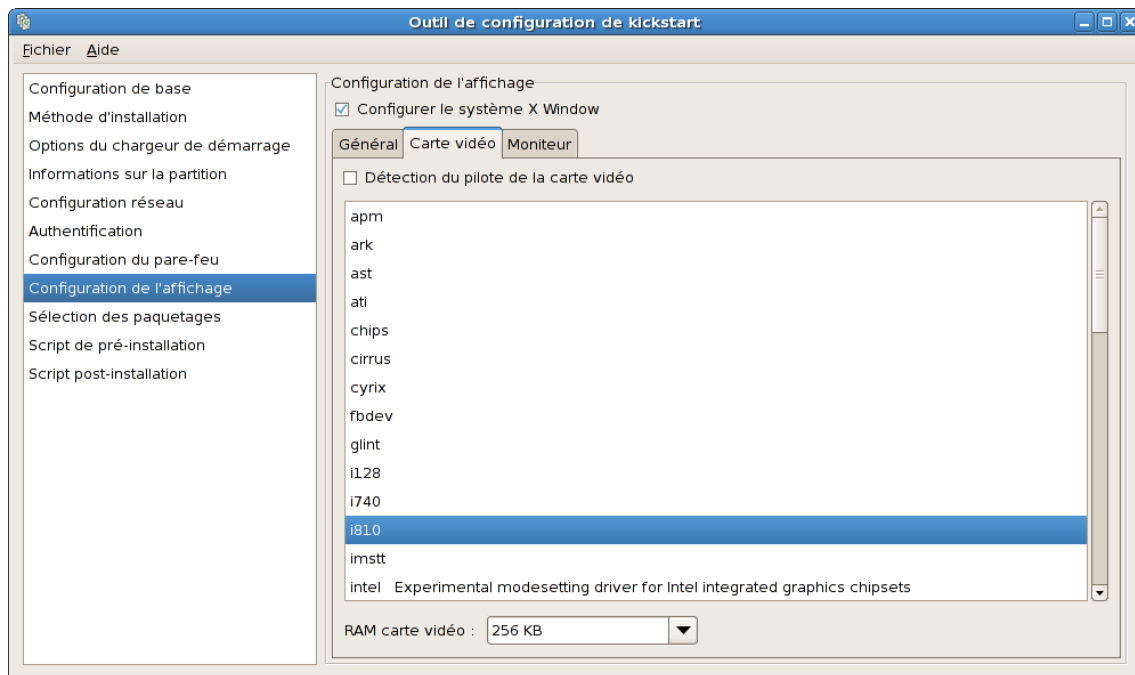 Outil de configuration de kickstart
Fichier Aide
Configuration de base
Méthode d'installation
Options du chargeur de démarrage
Informations sur la partition
Configuration réseau
Authentification
Configuration du pare-feu
Configuration de l'affichage
Sélection des paquetages
Script de pré-installation
Script post-installation
Configuration de l'affichage
Configurer le système X Window
Général Carte vidéo Moniteur
Détection du pilote de la carte vidéo
apm
ark
ast
ati
chips
cirrus
cyrix
fbdev
glint
i128
i740
i810
imstt
intel Experimental modesetting driver for Intel integrated graphics chipsets
RAM carte vidéo : 256 KB